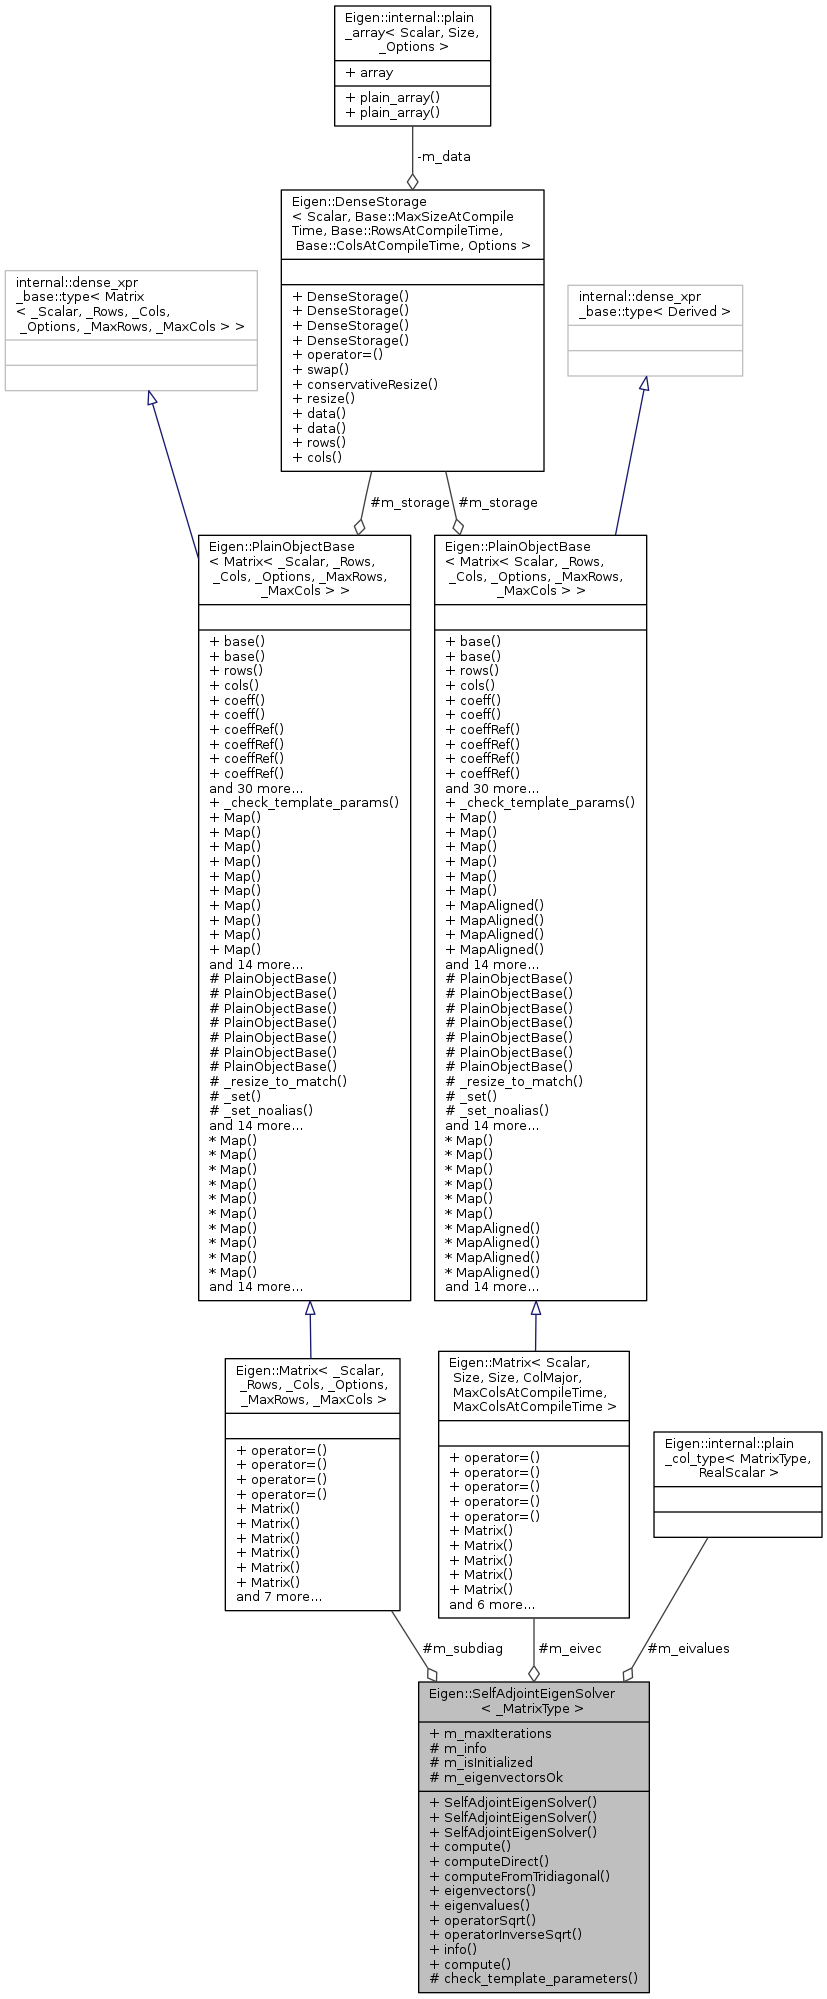 Eigen::internal::plain
_array< Scalar, Size,
_Options >
+ array
+ plain_array()
+ plain_array()
-m_data
Eigen::DenseStorage
< Scalar, Base::MaxSizeAtCompile
Time, Base::RowsAtCompileTime,
Base::ColsAtCompileTime, Options >
+ DenseStorage()
+ DenseStorage()
+ DenseStorage()
+ DenseStorage()
+ operator=()
+ swap()
+ conservativeResize()
+ resize()
+ data()
+ data()
+ rows()
+ cols()
internal::dense_xpr
_base::type< Matrix
< _Scalar, _Rows, _Cols,
_Options, _MaxRows, _MaxCols > >
internal::dense_xpr
_base::type< Derived >
#m_storage
#m_storage
Eigen::PlainObjectBase
< Matrix< _Scalar, _Rows,
_Cols, _Options, _MaxRows,
_MaxCols > >
+ base()
+ base()
+ rows()
+ cols()
+ coeff()
+ coeff()
+ coeffRef()
+ coeffRef()
+ coeffRef()
+ coeffRef()
and 30 more...
+ _check_template_params()
+ Map()
+ Map()
+ Map()
+ Map()
+ Map()
+ Map()
+ Map()
+ Map()
+ Map()
+ Map()
and 14 more...
# PlainObjectBase()
# PlainObjectBase()
# PlainObjectBase()
# PlainObjectBase()
# PlainObjectBase()
# PlainObjectBase()
# PlainObjectBase()
# _resize_to_match()
# _set()
# _set_noalias()
and 14 more...
* Map()
* Map()
* Map()
* Map()
* Map()
* Map()
* Map()
* Map()
* Map()
* Map()
and 14 more...
Eigen::PlainObjectBase
< Matrix< Scalar, _Rows,
_Cols, _Options, _MaxRows,
_MaxCols > >
+ base()
+ base()
+ rows()
+ cols()
+ coeff()
+ coeff()
+ coeffRef()
+ coeffRef()
+ coeffRef()
+ coeffRef()
and 30 more...
+ _check_template_params()
+ Map()
+ Map()
+ Map()
+ Map()
+ Map()
+ Map()
+ MapAligned()
+ MapAligned()
+ MapAligned()
+ MapAligned()
and 14 more...
# PlainObjectBase()
# PlainObjectBase()
# PlainObjectBase()
# PlainObjectBase()
# PlainObjectBase()
# PlainObjectBase()
# PlainObjectBase()
# _resize_to_match()
# _set()
# _set_noalias()
and 14 more...
* Map()
* Map()
* Map()
* Map()
* Map()
* Map()
* MapAligned()
* MapAligned()
* MapAligned()
* MapAligned()
and 14 more...
Eigen::Matrix< _Scalar,
_Rows, _Cols, _Options,
_MaxRows, _MaxCols >
+ operator=()
+ operator=()
+ operator=()
+ operator=()
+ Matrix()
+ Matrix()
+ Matrix()
+ Matrix()
+ Matrix()
+ Matrix()
and 7 more...
Eigen::Matrix< Scalar,
Size, Size, ColMajor,
MaxColsAtCompileTime,
MaxColsAtCompileTime >
+ operator=()
+ operator=()
+ operator=()
+ operator=()
+ operator=()
+ Matrix()
+ Matrix()
+ Matrix()
+ Matrix()
+ Matrix()
and 6 more...
Eigen::internal::plain
_col_type< MatrixType,
RealScalar >
#m_subdiag
#m_eivec
#m_eivalues
Eigen::SelfAdjointEigenSolver
< _MatrixType >
+ m_maxIterations
# m_info
# m_isInitialized
# m_eigenvectorsOk
+ SelfAdjointEigenSolver()
+ SelfAdjointEigenSolver()
+ SelfAdjointEigenSolver()
+ compute()
+ computeDirect()
+ computeFromTridiagonal()
+ eigenvectors()
+ eigenvalues()
+ operatorSqrt()
+ operatorInverseSqrt()
+ info()
+ compute()
# check_template_parameters()